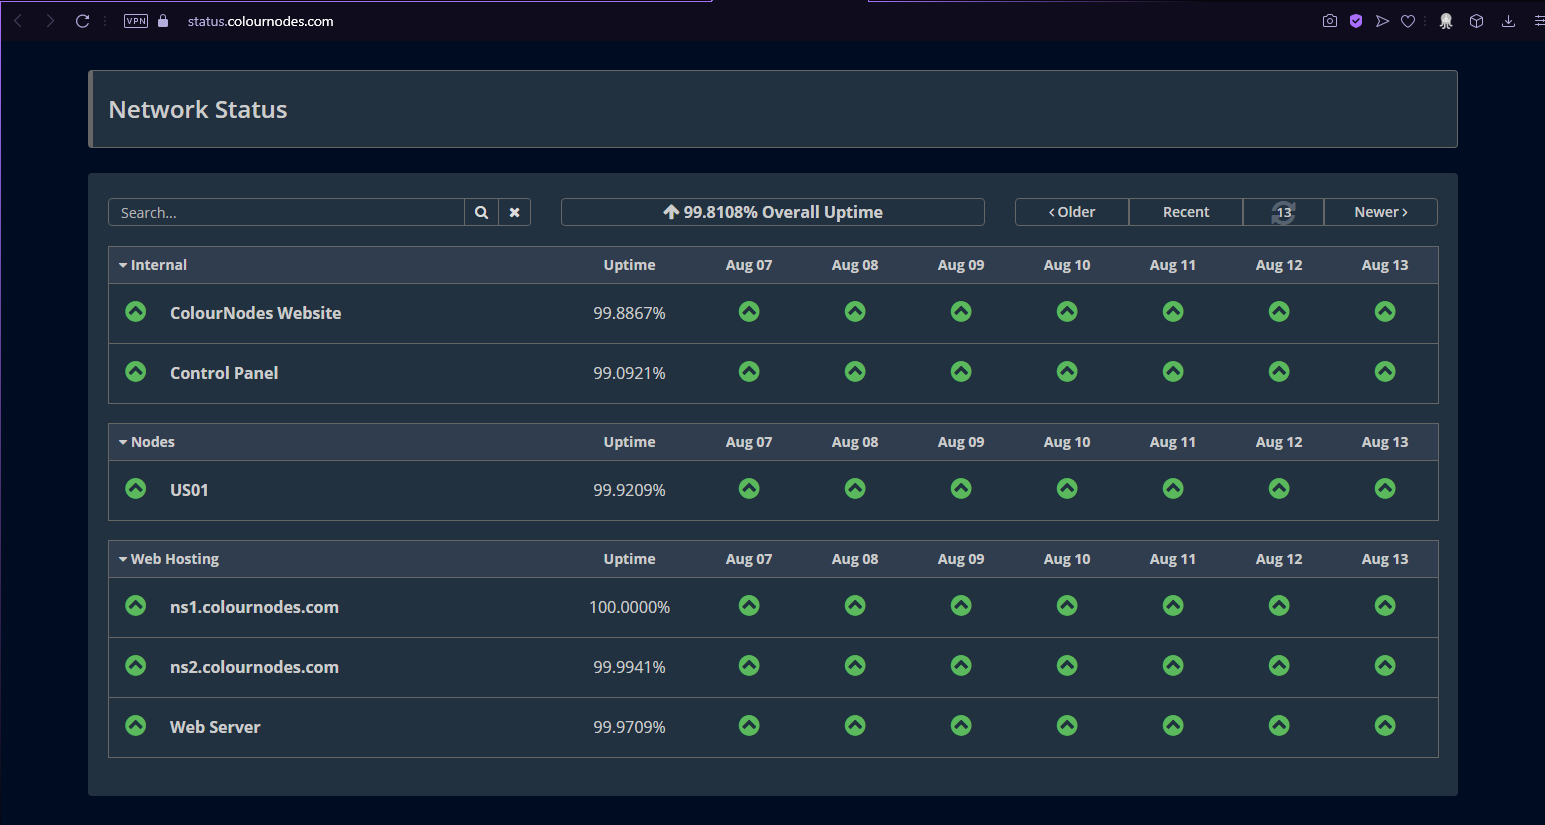 VPN status.colournodes.com
Network Status
Search... 99.8108% Overall Uptime Older Recent 13 Newer
Internal Uptime Aug 07 Aug 08 Aug 09 Aug 10 Aug 11 Aug 12 Aug 13
ColourNodes Website 99.8867%
Control Panel 99.0921%
Nodes Uptime Aug 07 Aug 08 Aug 09 Aug 10 Aug 11 Aug 12 Aug 13
US01 99.9209%
Web Hosting Uptime Aug 07 Aug 08 Aug 09 Aug 10 Aug 11 Aug 12 Aug 13
ns1.colournodes.com 100.0000%
ns2.colournodes.com 99.9941%
Web Server 99.9709%